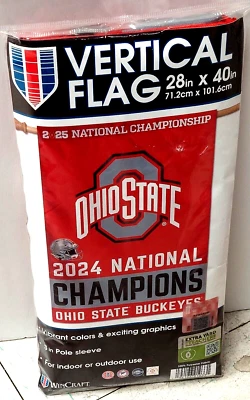 VERTICAL
FLAG 28in x 40in
71.2cm x 101.6cm
2025 NATIONAL CHAMPIONSHIP
OHIO STATE
2024 NATIONAL
CHAMPIONS
OHIO STATE BUCKEYES
Vibrant colors & exciting graphics
in Pole sleeve
For indoor or outdoor use
WINCRAFT